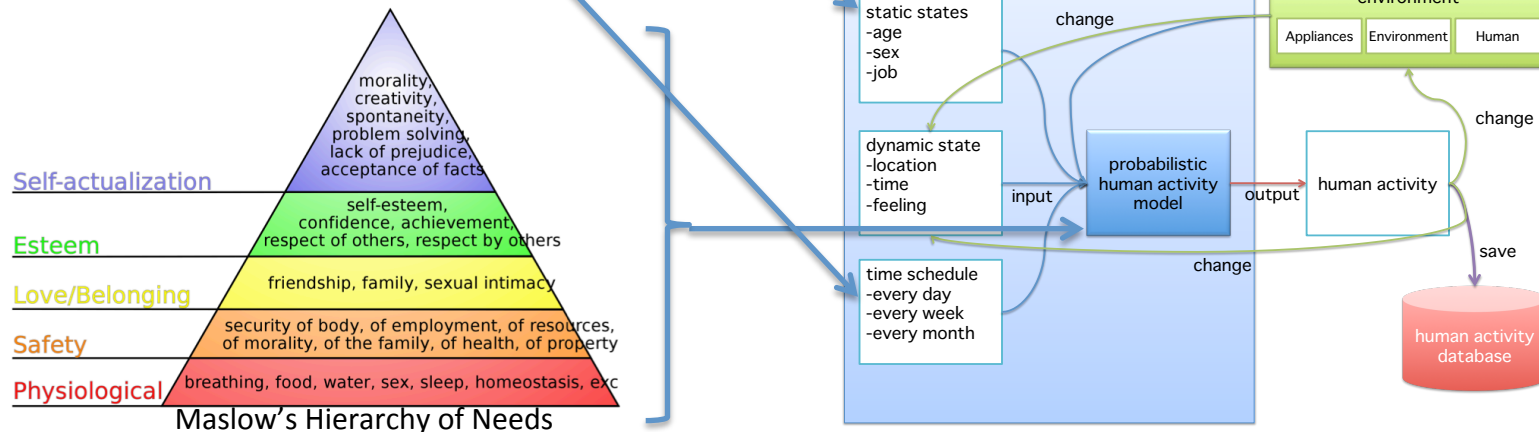 morality,
creativity,
spontaneity,
problem solving,
lack of prejudice,
acceptance of facts
Self-actualization
self-esteem,
confidence, achievement,
respect of others, respect by others
Esteem
friendship, family, sexual intimacy
Love/Belonging
security of body, of employment, of resources,
of morality, of the family, of health, of property
Safety
breathing, food, water, sex, sleep, homeostasis, exc
Physiological
Maslow's Hierarchy of Needs
static states
-age
-sex
-job
dynamic state
-location
-time
-feeling
time schedule
-every day
-every week
-every month
change
input
probabilistic
human activity
model
output
human activity
change
environment
Appliances
Environment
Human
change
save
human activity
database